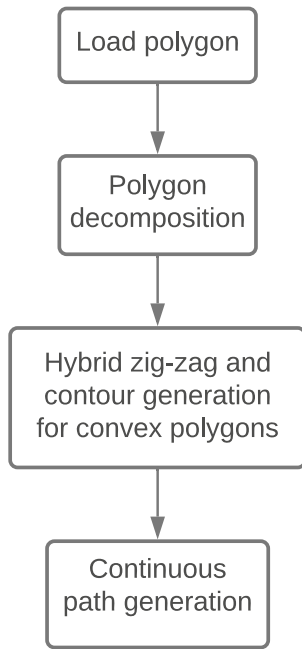 Load polygon
Polygon
decomposition
Hybrid zig-zag and
contour generation
for convex polygons
Continuous
path generation